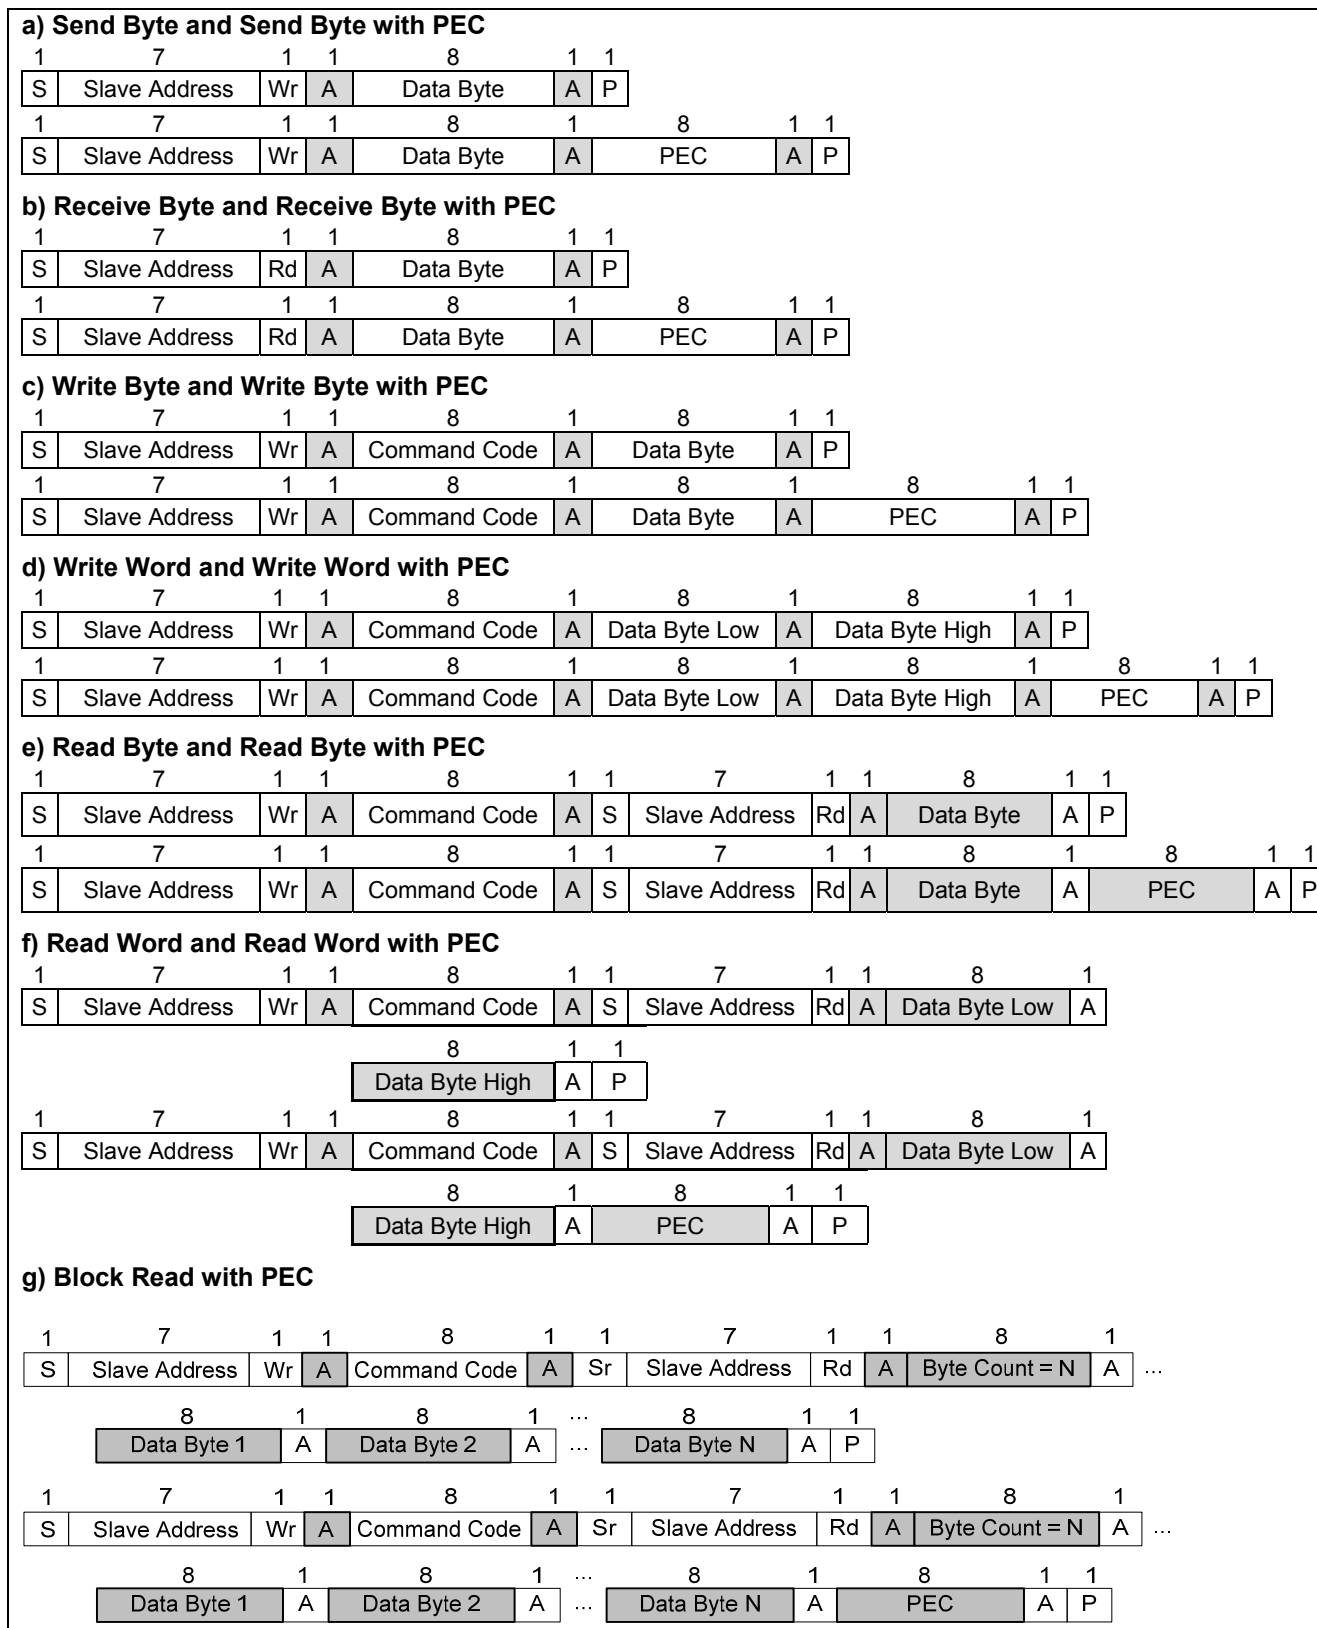 a) Send Byte and Send Byte with PEC
1 7 1 1 8 1 1
S Slave Address Wr A Data Byte A P
1 7 1 1 8 1 8 1 1
S Slave Address Wr A Data Byte A PEC A P
b) Receive Byte and Receive Byte with PEC
1 7 1 1 8 1 1
S Slave Address Rd A Data Byte A P
1 7 1 1 8 1 8 1 1
S Slave Address Rd A Data Byte A PEC A P
c) Write Byte and Write Byte with PEC
1 7 1 1 8 1 8 1 1
S Slave Address Wr A Command Code A Data Byte A P
1 7 1 1 8 1 8 1 8 1 1
S Slave Address Wr A Command Code A Data Byte A PEC A P
d) Write Word and Write Word with PEC
1 7 1 1 8 1 8 1 8 1 1
S Slave Address Wr A Command Code A Data Byte Low A Data Byte High A P
1 7 1 1 8 1 8 1 8 1 8 1 1
S Slave Address Wr A Command Code A Data Byte Low A Data Byte High A PEC A P
e) Read Byte and Read Byte with PEC
1 7 1 1 8 1 1 7 1 1 8 1 1
S Slave Address Wr A Command Code A S Slave Address Rd A Data Byte A P
1 7 1 1 8 1 1 7 1 1 8 1 8 1 1
S Slave Address Wr A Command Code A S Slave Address Rd A Data Byte A PEC A P
f) Read Word and Read Word with PEC
1 7 1 1 8 1 1 7 1 1 8 1
S Slave Address Wr A Command Code A S Slave Address Rd A Data Byte Low A
8 1 1
Data Byte High A P
1 7 1 1 8 1 1 7 1 1 8 1
S Slave Address Wr A Command Code A S Slave Address Rd A Data Byte Low A
8 1 8 1 1
Data Byte High A PEC A P
g) Block Read with PEC
1 7 1 1 8 1 1 7 1 1 8 1
S Slave Address Wr A Command Code A Sr Slave Address Rd A Byte Count = N A ...
8 1 8 1 ... 8 1 1
Data Byte 1 A Data Byte 2 A ... Data Byte N A P
1 7 1 1 8 1 1 7 1 1 8 1
S Slave Address Wr A Command Code A Sr Slave Address Rd A Byte Count = N A ...
8 1 8 1 ... 8 1 8 1 1
Data Byte 1 A Data Byte 2 A ... Data Byte N A PEC A P